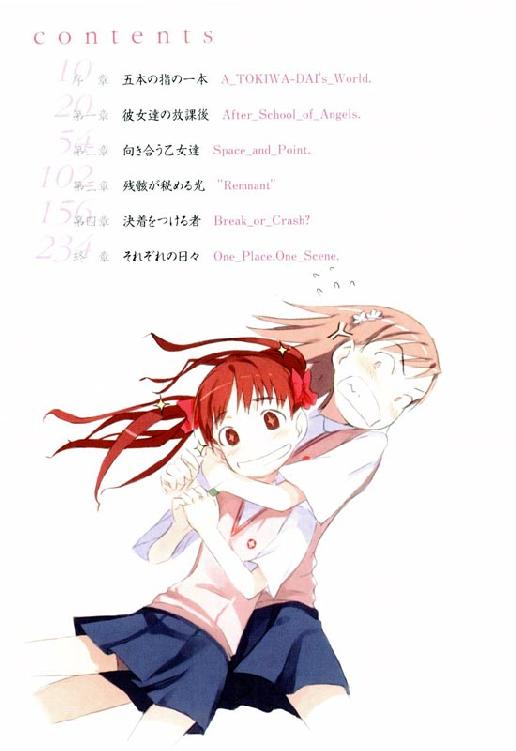 contents
10 序 章 五本の指の一本 A_TOKIWA-DAI's_World.
20 第一章 彼女達の放課後 After_School_of_Angels.
54 第二章 向き合う乙女達 Space_and_Point.
102 第三章 残骸が秘める光 "Remnant"
156 第四章 決着をつける者 Break_or_Crash?
234 終 章 それぞれの日々 One_Place.One_Scene.